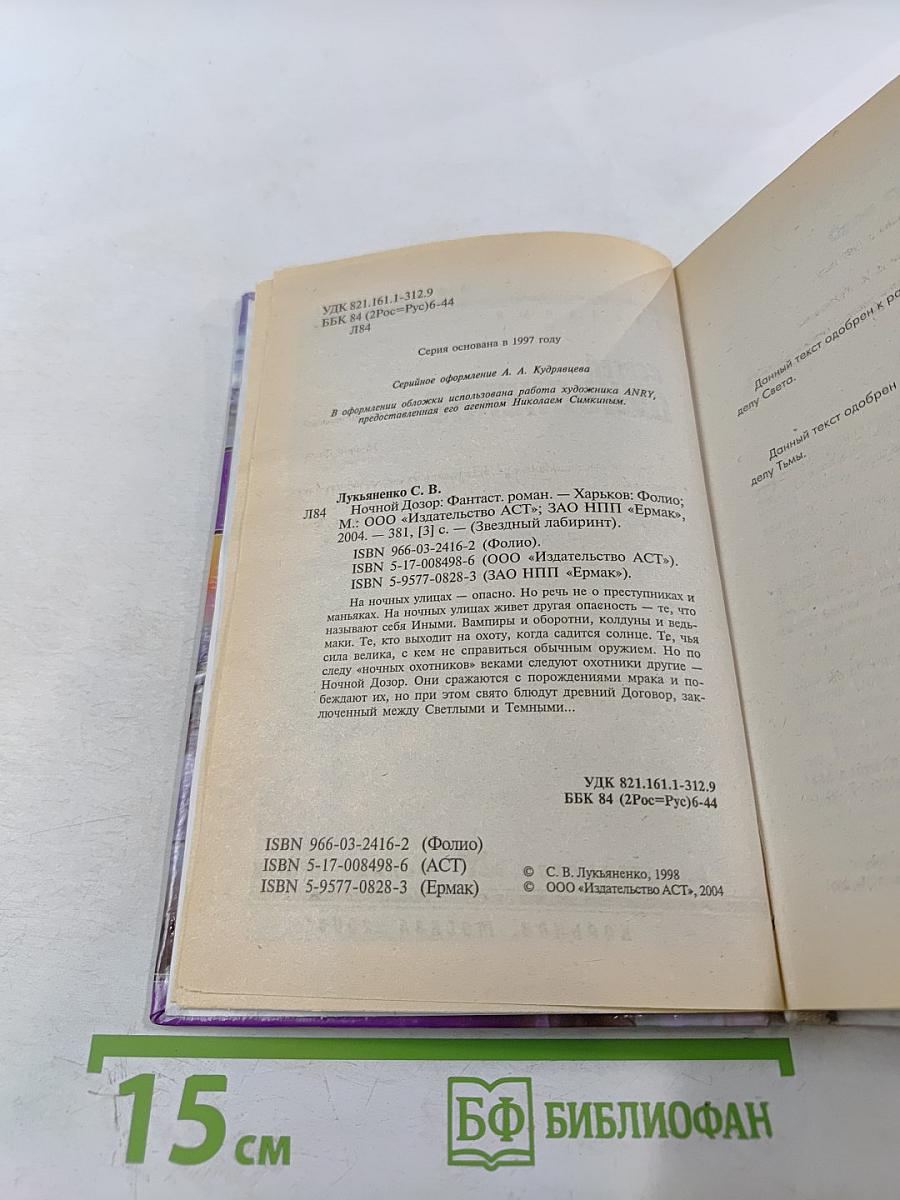 УДК 821.161.1-312.9
ББК 84 (2Рос=Рус)6-44
Л84
Серия основана в 1997 году
Серийное оформление А. А. Кудрявцева
В оформлении обложки использована работа художника ANRY,
предоставленная его агентом Николаем Симкиным.
Лукьяненко С. В.
Л84 Ночной Дозор: Фантаст. роман. — Харьков: Фолио;
М.: ООО «Издательство АСТ»; ЗАО НПП «Ермак»,
2004. — 381, [3] с. — (Звездный лабиринт).
ISBN 966-03-2416-2 (Фолио).
ISBN 5-17-008498-6 (ООО «Издательство АСТ»).
ISBN 5-9577-0828-3 (ЗАО НПП «Ермак»).
На ночных улицах — опасно. Но речь не о преступниках и
маньяках. На ночных улицах живет другая опасность — те, что
называют себя Иными. Вампиры и оборотни, колдуны и ведь-
маки. Те, кто выходит на охоту, когда садится солнце. Те, чья
сила велика, с кем не справиться обычным оружием. Но по
следу «ночных охотников» веками следуют охотники другие —
Ночной Дозор. Они сражаются с порождениями мрака и по-
беждают их, но при этом свято блюдут древний Договор, зак-
люченный между Светлыми и Темными...
УДК 821.161.1-312.9
ББК 84 (2Рос=Рус)6-44
ISBN 966-03-2416-2 (Фолио)
ISBN 5-17-008498-6 (АСТ)
ISBN 5-9577-0828-3 (Ермак)
© С. В. Лукьяненко, 1998
© ООО «Издательство АСТ», 2004
Данный текст одобрен к ра
делу Света.
Данный текст одобрен
делу Тьмы.
15 см
БФ БИБЛИОФАН